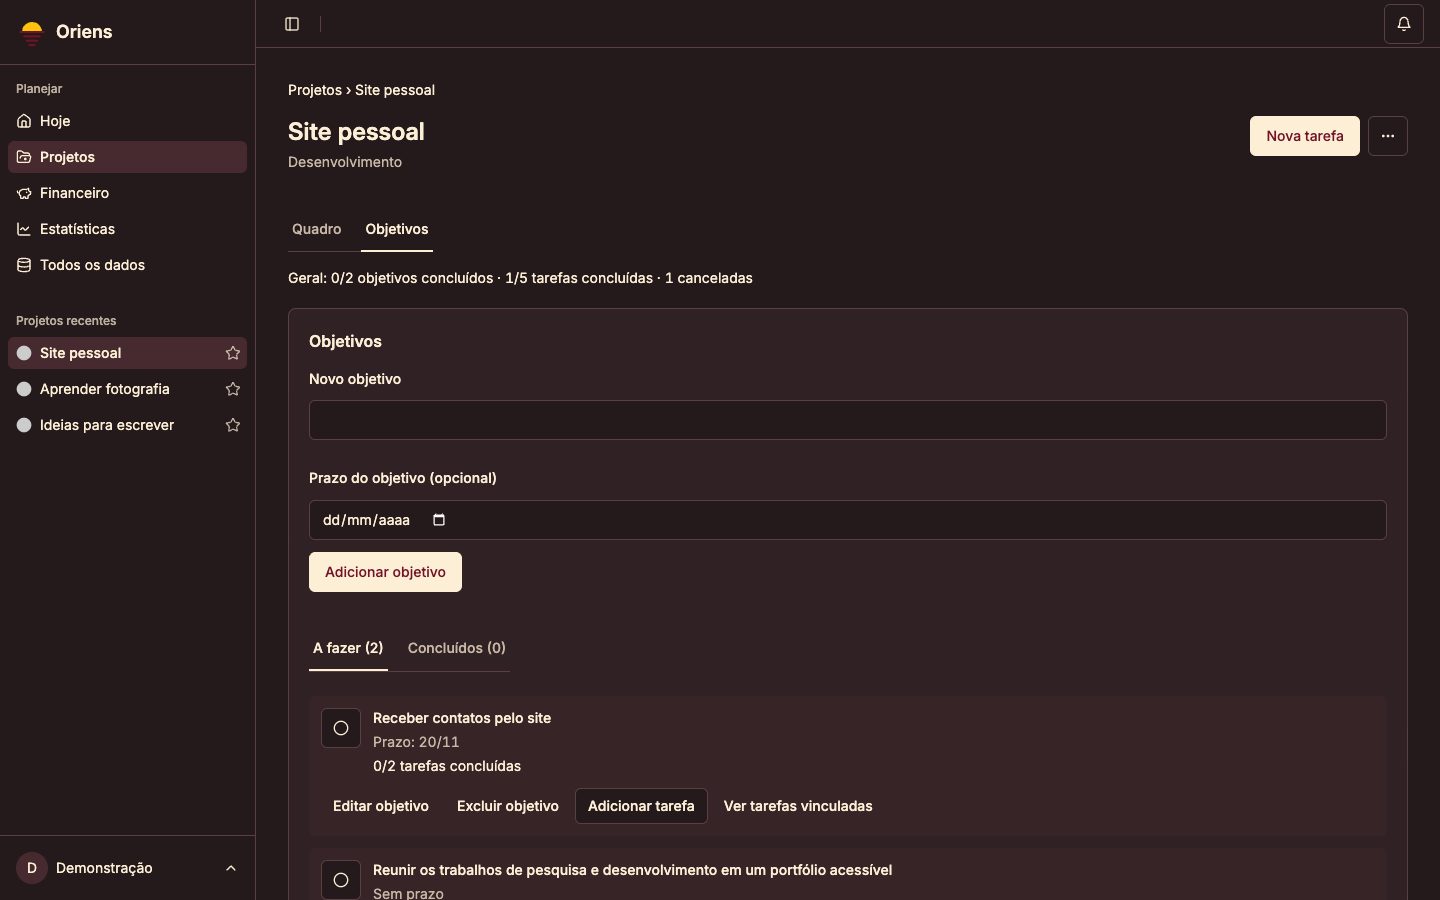 Oriens
Planejar
Hoje
Projetos
Financeiro
Estatísticas
Todos os dados
Projetos recentes
Site pessoal
Aprender fotografia
Ideias para escrever
D Demonstração
Projetos › Site pessoal
Site pessoal
Desenvolvimento
Nova tarefa
Quadro Objetivos
Geral: 0/2 objetivos concluídos · 1/5 tarefas concluídas · 1 canceladas
Objetivos
Novo objetivo
Prazo do objetivo (opcional)
dd/mm/aaaa
Adicionar objetivo
A fazer (2) Concluídos (0)
Receber contatos pelo site
Prazo: 20/11
0/2 tarefas concluídas
Editar objetivo Excluir objetivo Adicionar tarefa Ver tarefas vinculadas
Reunir os trabalhos de pesquisa e desenvolvimento em um portfólio acessível
Sem prazo